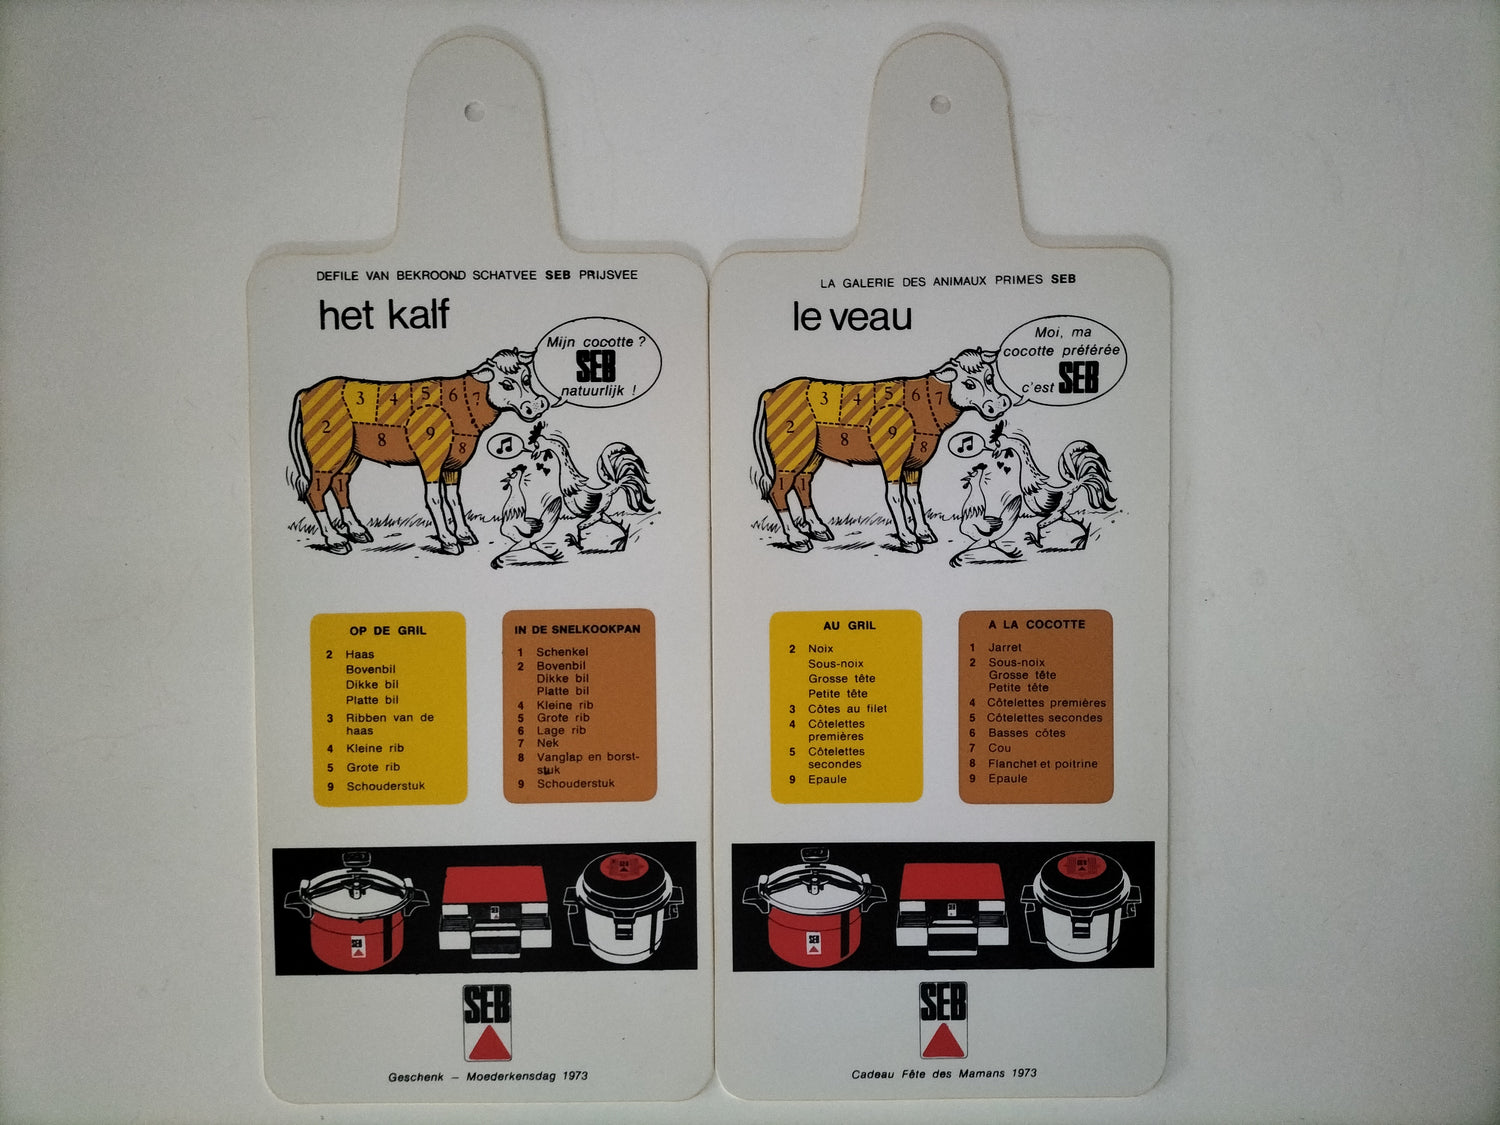 DEFILE VAN BEKROOND SCHATVEE SEB PRIJSVEE
het kalf
Mijn cocotte ?
SEB
natuurlijk !
2
3
4
5
6
7
8
9
8
1
1
OP DE GRIL
2 Haas
Bovenbil
Dikke bil
Platte bil
3 Ribben van de
haas
4 Kleine rib
5 Grote rib
9 Schouderstuk
IN DE SNELKOOKPAN
1 Schenkel
2 Bovenbil
Dikke bil
Platte bil
4 Kleine rib
5 Grote rib
6 Lage rib
7 Nek
8 Vanglap en borst-
stuk
9 Schouderstuk
SEB
SEB
Geschenk – Moederkensdag 1973
LA GALERIE DES ANIMAUX PRIMES SEB
le veau
Moi, ma
cocotte préférée
c'est SEB
2
3
4
5
6
7
8
9
8
1
1
AU GRIL
2 Noix
Sous-noix
Grosse tête
Petite tête
3 Côtes au filet
4 Côtelettes
premières
5 Côtelettes
secondes
9 Epaule
A LA COCOTTE
1 Jarret
2 Sous-noix
Grosse tête
Petite tête
4 Côtelettes premières
5 Côtelettes secondes
6 Basses côtes
7 Cou
8 Flanchet et poitrine
9 Epaule
SEB
SEB
Cadeau Fête des Mamans 1973